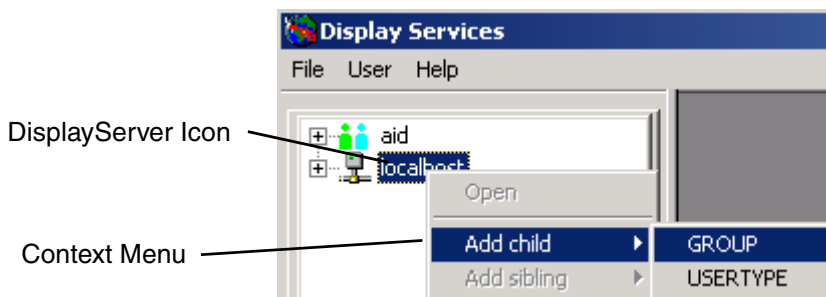 Display Services
File User Help
DisplayServer Icon
aid
localhost
Open
Context Menu
Add child
GROUP
Add sibling
USERTYPE